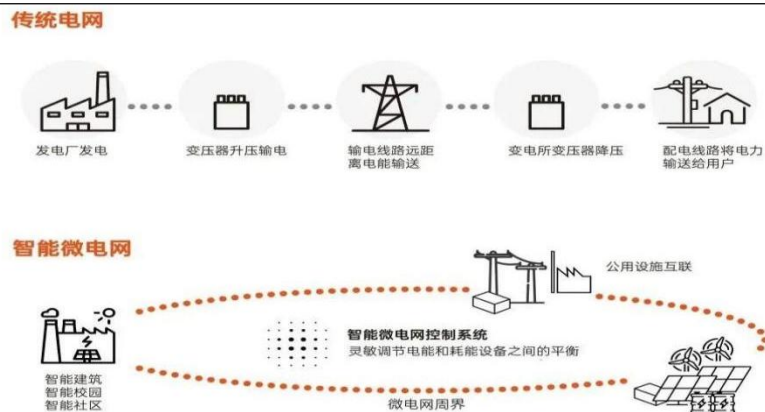 传统电网
发电厂发电
变压器升压输电
输电线路远距
离电能输送
变电所变压器降压
配电线路将电力
输送给用户
智能微电网
公用设施互联
智能微电网控制系统
灵敏调节电能和耗能设备之间的平衡
智能建筑
智能校园
智能社区
微电网周界